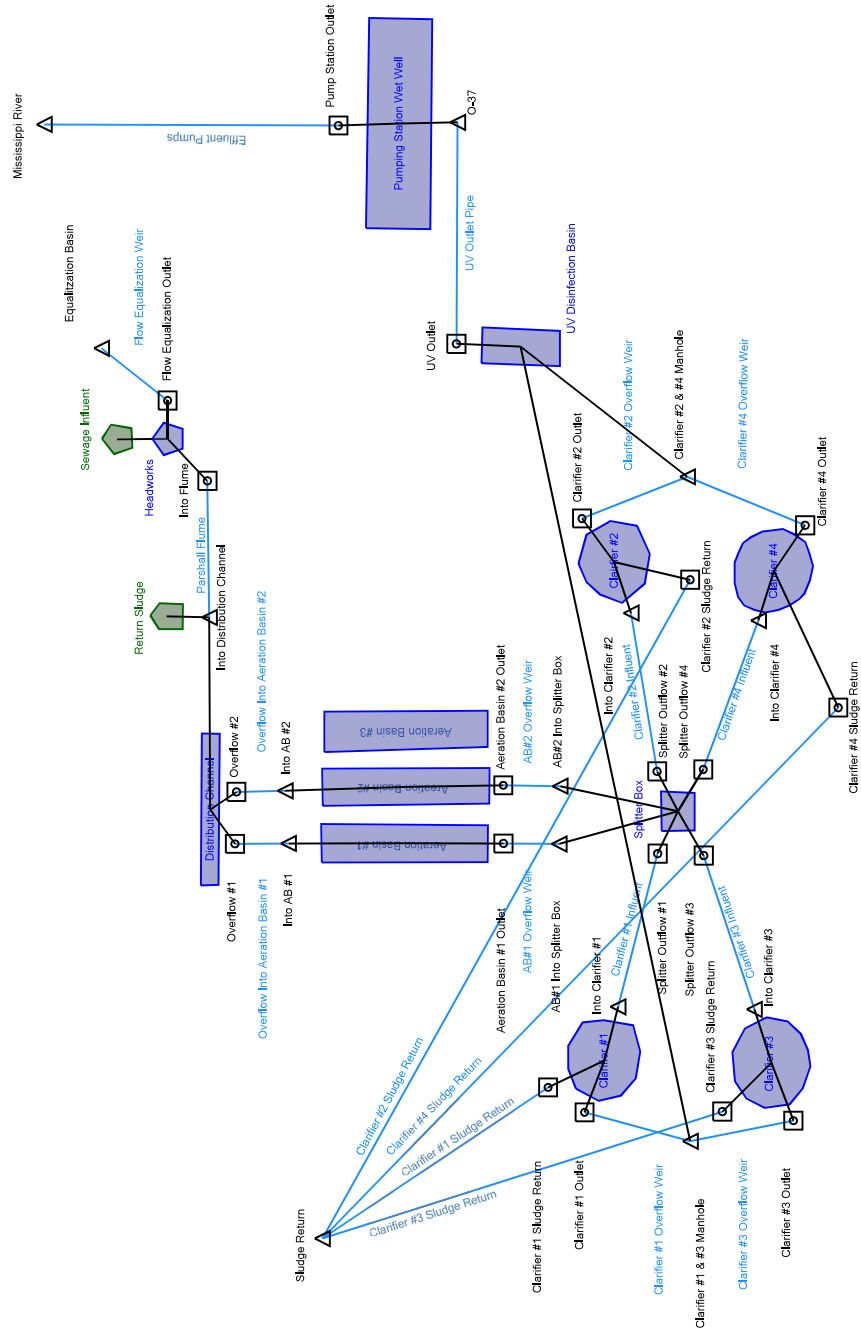 Mississippi River
Effluent Pumps
Pump Station Outlet
Pumping Station Wet Well
O-37
UV Outlet Pipe
UV Outlet
UV Disinfection Basin
Equalitzation Basin
Flow Equalization Weir
Flow Equalization Outlet
Sewage Influent
Headworks
Into Flume
Parshall Flume
Return Sludge
Into Distribution Channel
Distribution Channel
Overflow #2
Overflow Into Aeration Basin #2
Into AB #2
Overflow #1
Overflow Into Aeration Basin #1
Into AB #1
Aeration Basin #3
Areation Basin #2
Aeration Basin #1
Aeration Basin #2 Outlet
AB#2 Overflow Weir
AB#2 Into Splitter Box
Aeration Basin #1 Outlet
AB#1 Overflow Weir
AB#1 Into Splitter Box
Splitter Box
Splitter Outflow #2
Splitter Outflow #4
Splitter Outflow #1
Splitter Outflow #3
Clarifier #2 Influent
Clarifier #4 Influent
Clarifier #1 Influent
Clarifier #3 Influent
Into Clarifier #2
Into Clarifier #4
Into Clarifier #1
Into Clarifier #3
Clarifier #2
Clarifier #4
Clarifier #1
Clarifier #3
Clarifier #2 Outlet
Clarifier #2 Overflow Weir
Clarifier #2 & #4 Manhole
Clarifier #4 Overflow Weir
Clarifier #4 Outlet
Clarifier #2 Sludge Return
Clarifier #4 Sludge Return
Clarifier #3 Sludge Return
Clarifier #1 Sludge Return
Clarifier #1 Outlet
Clarifier #1 Overflow Weir
Clarifier #1 & #3 Manhole
Clarifier #3 Overflow Weir
Clarifier #3 Outlet
Clarifier #2 Sludge Return
Clarifier #4 Sludge Return
Clarifier #1 Sludge Return
Clarifier #3 Sludge Return
Sludge Return